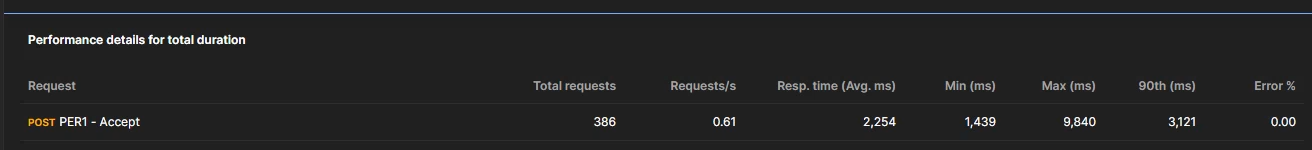 Performance details for total duration
Request Total requests Requests/s Resp. time (Avg. ms) Min (ms) Max (ms) 90th (ms) Error %
POST PER1 - Accept 386 0.61 2,254 1,439 9,840 3,121 0.00